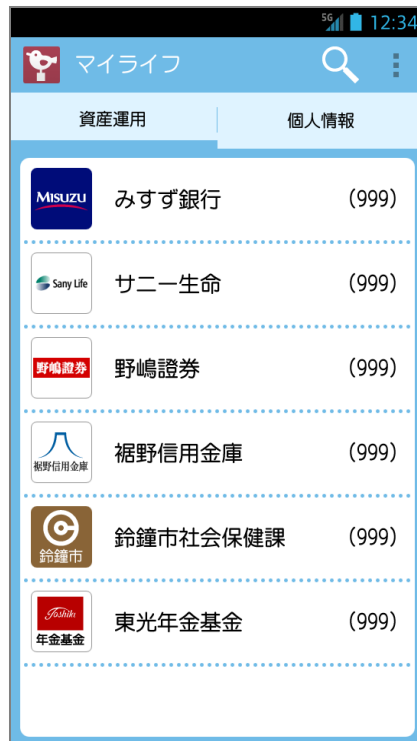 5G 12:34
マイライフ
資産運用 個人情報
MISUZU みすず銀行 (999)
Sany Life サニー生命 (999)
野嶋證券 野嶋證券 (999)
裾野信用金庫 裾野信用金庫 (999)
鈴鐘市 鈴鐘市社会保健課 (999)
Joshiki
年金基金 東光年金基金 (999)